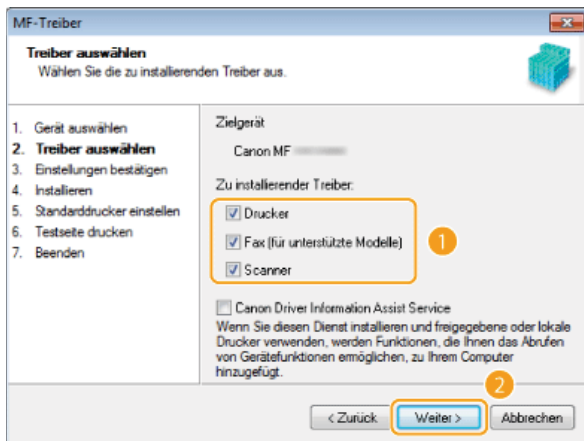 MF-Treiber
Treiber auswählen
Wählen Sie die zu installierenden Treiber aus.
1. Gerät auswählen
2. Treiber auswählen
3. Einstellungen bestätigen
4. Installieren
5. Standarddrucker einstellen
6. Testseite drucken
7. Beenden
Zielgerät
Canon MF
Zu installierender Treiber:
Drucker
Fax (für unterstützte Modelle)
Scanner
1
Canon Driver Information Assist Service
Wenn Sie diesen Dienst installieren und freigegebene oder lokale
Drucker verwenden, werden Funktionen, die Ihnen das Abrufen
von Gerätefunktionen ermöglichen, zu Ihrem Computer
hinzugefügt.
2
< Zurück
Weiter >
Abbrechen